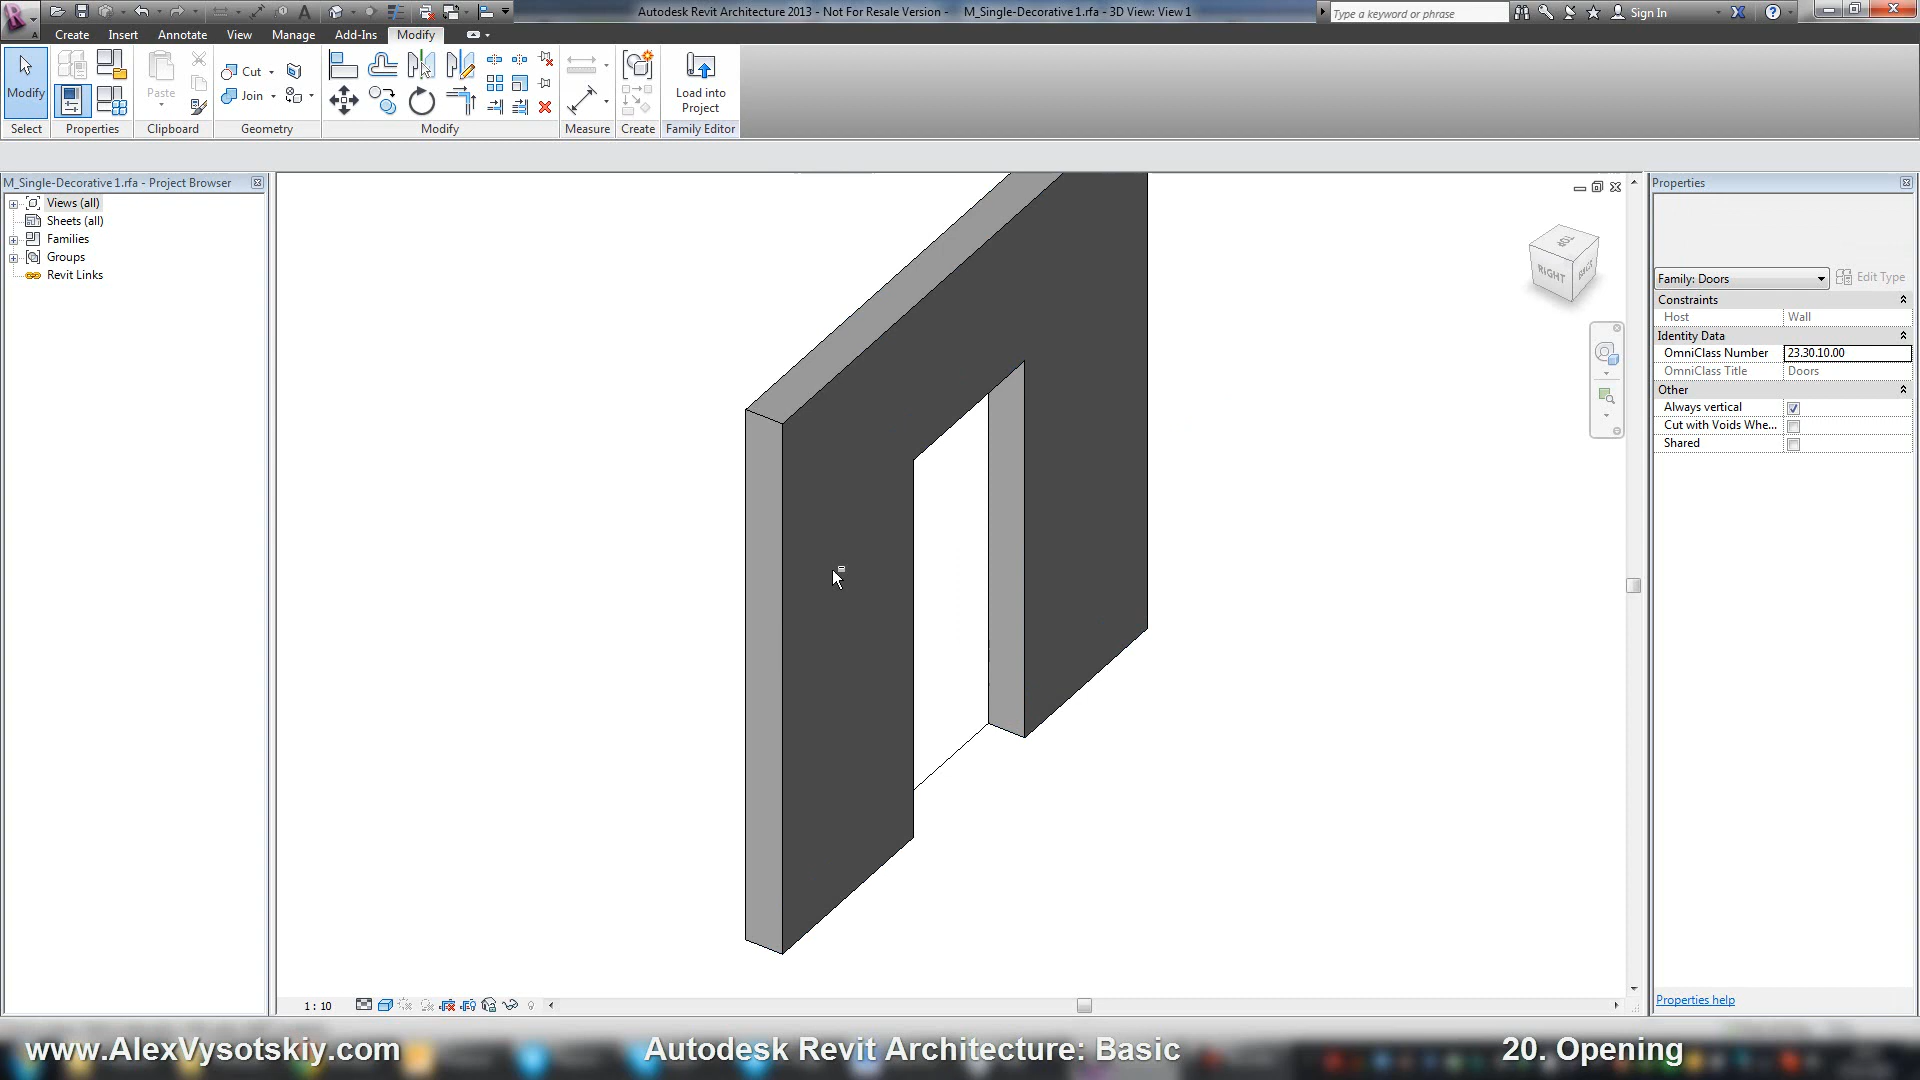 Autodesk Revit Architecture 2013 - Not For Resale Version - M_Single-Decorative 1.rfa - 3D View: View 1
Type a keyword or phrase
Sign In
Create Insert Annotate View Manage Add-Ins Modify
Modify
Paste
Cut
Join
Load into
Project
Select Properties Clipboard Geometry Modify Measure Create Family Editor
M_Single-Decorative 1.rfa - Project Browser
Views (all)
Sheets (all)
Families
Groups
Revit Links
TOP
RIGHT
BACK
Properties
Family: Doors
Edit Type
Constraints
Host Wall
Identity Data
OmniClass Number 23.30.10.00
OmniClass Title Doors
Other
Always vertical
Cut with Voids Whe...
Shared
Properties help
1 : 10
www.AlexVysotskiy.com
Autodesk Revit Architecture: Basic
20. Opening